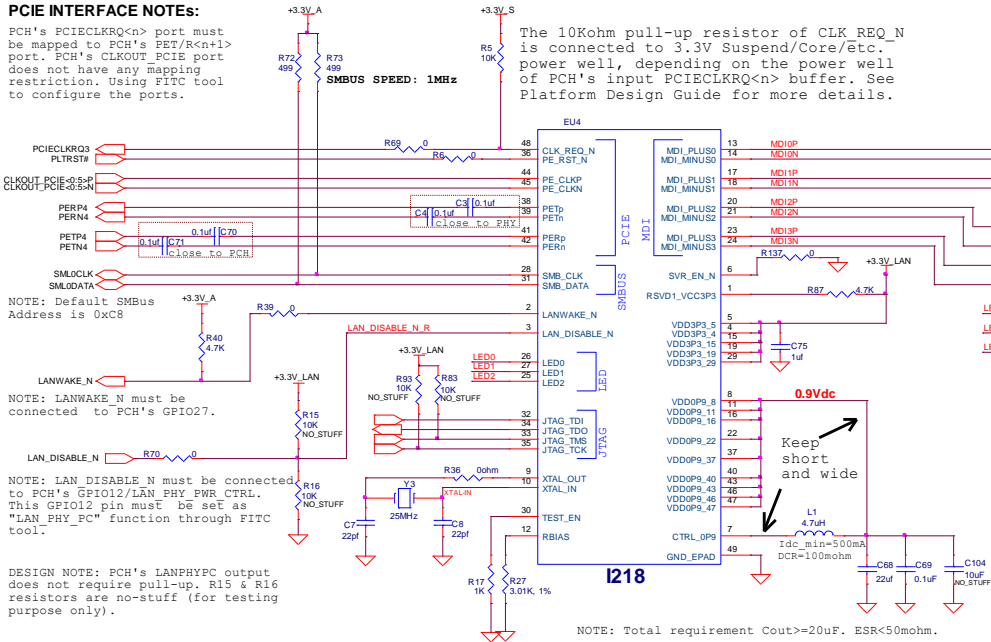 PCIE INTERFACE NOTEs:
PCH's PCIECLKRQ<n> port must
be mapped to PCH's PET/R<n+1>
port. PCH's CLKOUT_PCIE port
does not have any mapping
restriction. Using FITC tool
to configure the ports.
+3.3V_A
R72
499
R73
499
SMBUS SPEED: 1MHz
+3.3V_S
R5
10K
The 10Kohm pull-up resistor of CLK_REQ_N
is connected to 3.3V Suspend/Core/etc.
power well, depending on the power well
of PCH's input PCIECLKRQ<n> buffer. See
Platform Design Guide for more details.
EU4
PCIECLKRQ3
R69 0
48 CLK_REQ_N
PLTRST#
R6 0
36 PE_RST_N
CLKOUT_PCIE<0:5>P
44 PE_CLKP
CLKOUT_PCIE<0:5>N
45 PE_CLKN
PERP4
C3 0.1uf
38 PETp
PERN4
C4 0.1uf
39 PETn
close to PHY
PETP4
0.1uf C70
41 PERp
PETN4
0.1uf C71
42 PERn
close to PCH
PCIE
SML0CLK
28 SMB_CLK
SML0DATA
31 SMB_DATA
SMBUS
NOTE: Default SMBus
Address is 0xC8
+3.3V_A
R39 0
2 LANWAKE_N
R40
4.7K
LAN_DISABLE_N_R
3 LAN_DISABLE_N
LANWAKE_N
NOTE: LANWAKE_N must be
connected to PCH's GPIO27.
+3.3V_LAN
R93
10K
NO_STUFF
R83
10K
NO_STUFF
LED0 26 LED0
LED1 27 LED1
LED2 25 LED2
LED
+3.3V_LAN
R15
10K
NO_STUFF
32 JTAG_TDI
34 JTAG_TDO
33 JTAG_TMS
35 JTAG_TCK
JTAG
LAN_DISABLE_N
R70 0
R16
10K
NO_STUFF
NOTE: LAN_DISABLE_N must be connected
to PCH's GPIO12/LAN_PHY_PWR_CTRL.
This GPIO12 pin must be set as
"LAN_PHY_PC" function through FITC
tool.
R36 0ohm
9 XTAL_OUT
XTAL-IN
10 XTAL_IN
Y3
25MHz
C7
22pf
C8
22pf
30 TEST_EN
12 RBIAS
R17
1K
R27
3.01K, 1%
DESIGN NOTE: PCH's LANPHYPC output
does not require pull-up. R15 & R16
resistors are no-stuff (for testing
purpose only).
MDI
MDI_PLUS0 13 MDI0P
MDI_MINUS0 14 MDI0N
MDI_PLUS1 17 MDI1P
MDI_MINUS1 18 MDI1N
MDI_PLUS2 20 MDI2P
MDI_MINUS2 21 MDI2N
MDI_PLUS3 23 MDI3P
MDI_MINUS3 24 MDI3N
SVR_EN_N 6
R137 0
+3.3V_LAN
RSVD1_VCC3P3 1
R87 4.7K
VDD3P3_5 5
VDD3P3_4 4
VDD3P3_15 15
VDD3P3_19 19
VDD3P3_29 29
C75
1uf
VDD0P9_8 8
VDD0P9_11 11
VDD0P9_16 16
VDD0P9_22 22
VDD0P9_37 37
VDD0P9_40 40
VDD0P9_43 43
VDD0P9_46 46
VDD0P9_47 47
0.9Vdc
Keep
short
and wide
CTRL_0P9 7
L1
4.7uH
Idc_min=500mA
DCR=100mohm
GND_EPAD 49
I218
C68
22uf
C69
0.1uF
C104
10uF
NO_STUFF
NOTE: Total requirement Cout>=20uF. ESR<50mohm.